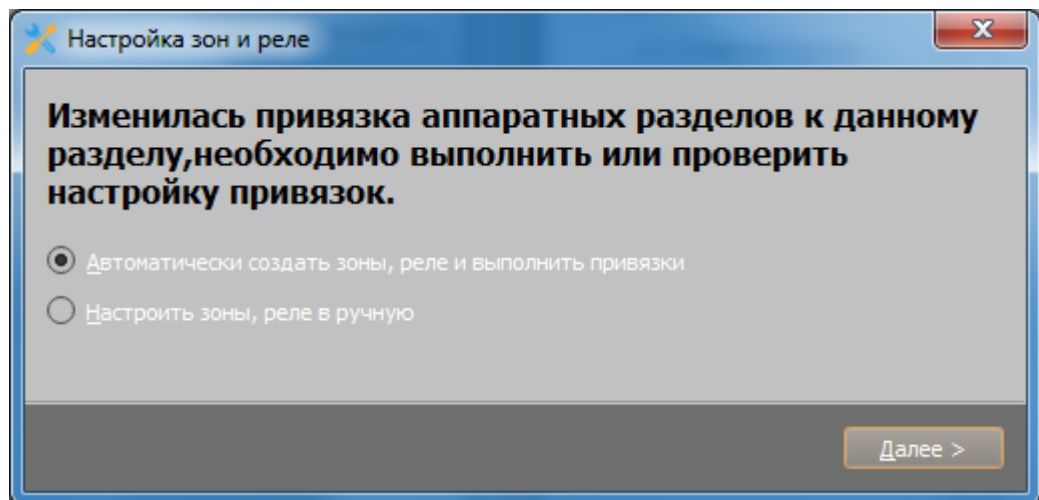 Настройка зон и реле
Изменилась привязка аппаратных разделов к данному
разделу,необходимо выполнить или проверить
настройку привязок.
Автоматически создать зоны, реле и выполнить привязки
Настроить зоны, реле в ручную
Далее >